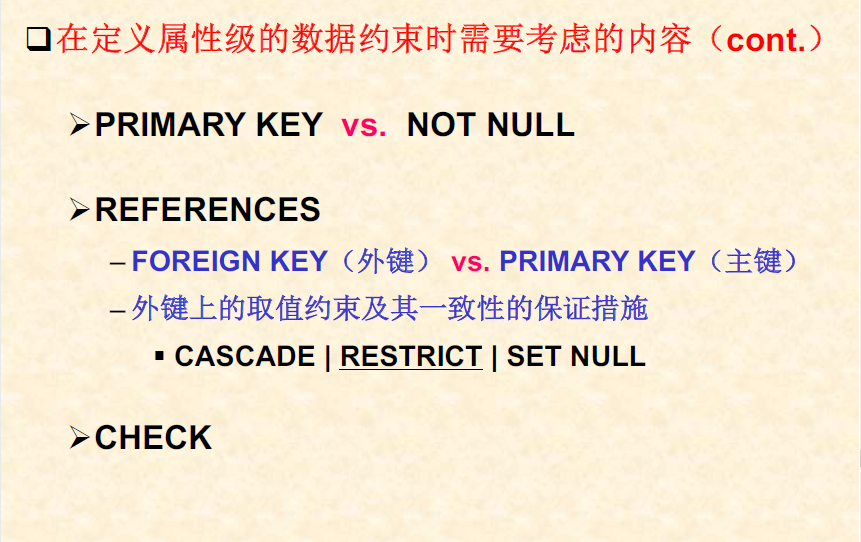 在定义属性级的数据约束时需要考虑的内容（cont.）
PRIMARY KEY vs. NOT NULL
REFERENCES
– FOREIGN KEY（外键） vs. PRIMARY KEY（主键）
– 外键上的取值约束及其一致性的保证措施
▪ CASCADE | RESTRICT | SET NULL
CHECK